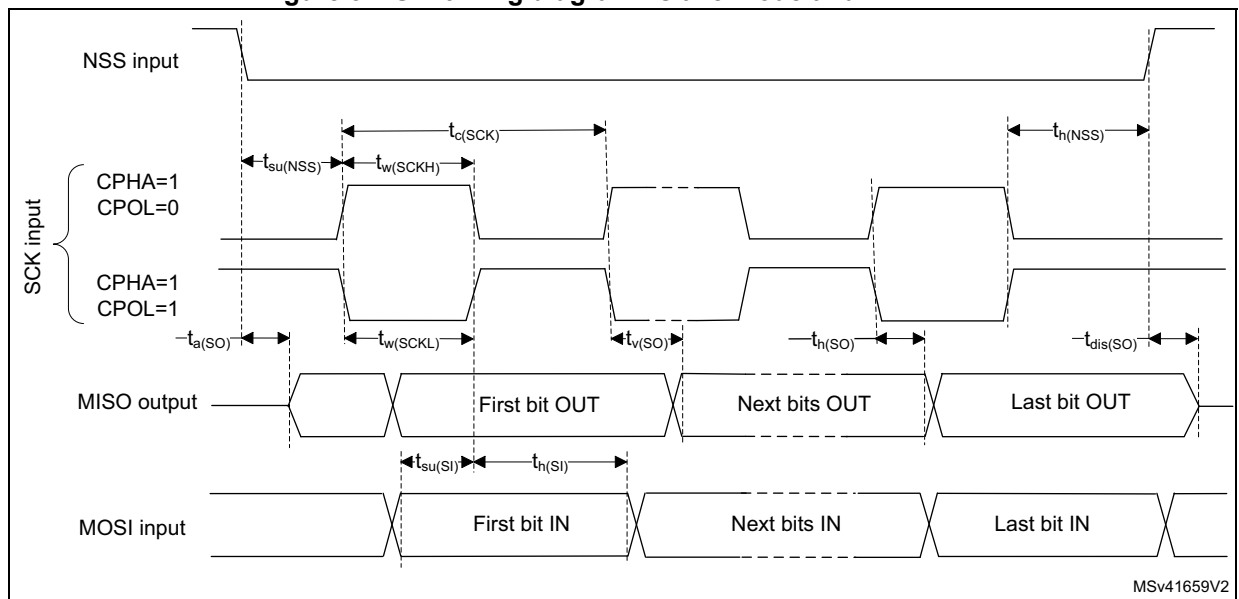 NSS input
tc(SCK)
th(NSS)
tsu(NSS)
tw(SCKH)
CPHA=1
CPOL=0
SCK input
CPHA=1
CPOL=1
ta(SO)
tw(SCKL)
tv(SO)
th(SO)
tdis(SO)
MISO output
First bit OUT
Next bits OUT
Last bit OUT
tsu(SI)
th(SI)
MOSI input
First bit IN
Next bits IN
Last bit IN
MSv41659V2